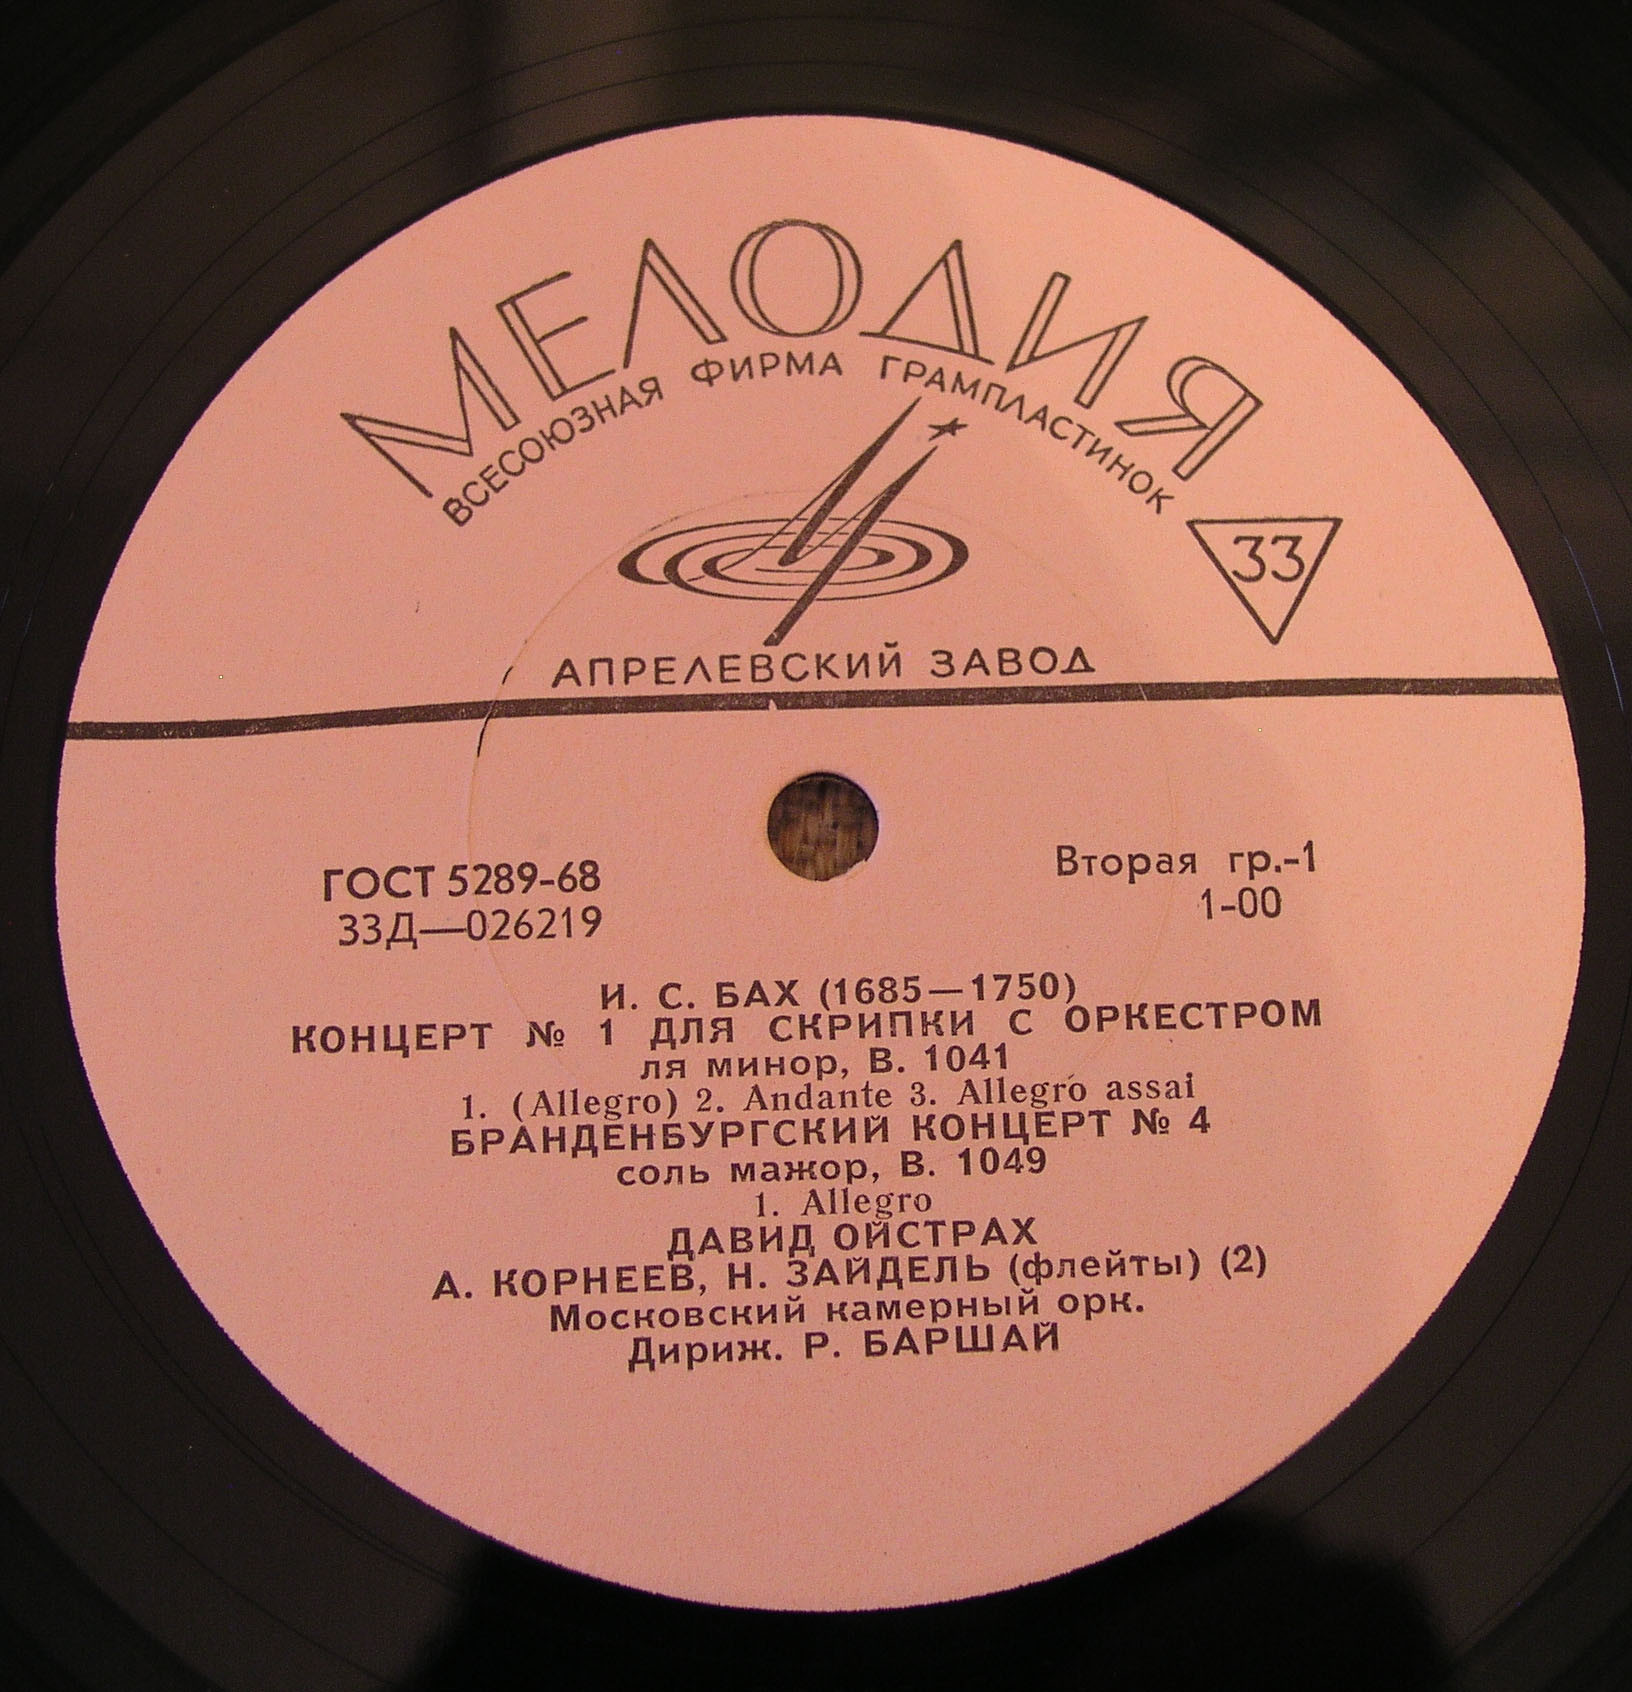 МЕЛОДИЯ
ВСЕСОЮЗНАЯ ФИРМА ГРАМПЛАСТИНОК
33
АПРЕЛЕВСКИЙ ЗАВОД
ГОСТ 5289-68
33Д—026219
Вторая гр.-1
1-00
И. С. БАХ (1685—1750)
КОНЦЕРТ № 1 ДЛЯ СКРИПКИ С ОРКЕСТРОМ
ля минор, В. 1041
1. (Allegro) 2. Andante 3. Allegro assai
БРАНДЕНБУРГСКИЙ КОНЦЕРТ № 4
соль мажор, В. 1049
1. Allegro
ДАВИД ОЙСТРАХ
А. КОРНЕЕВ, Н. ЗАЙДЕЛЬ (флейты) (2)
Московский камерный орк.
Дириж. Р. БАРШАЙ